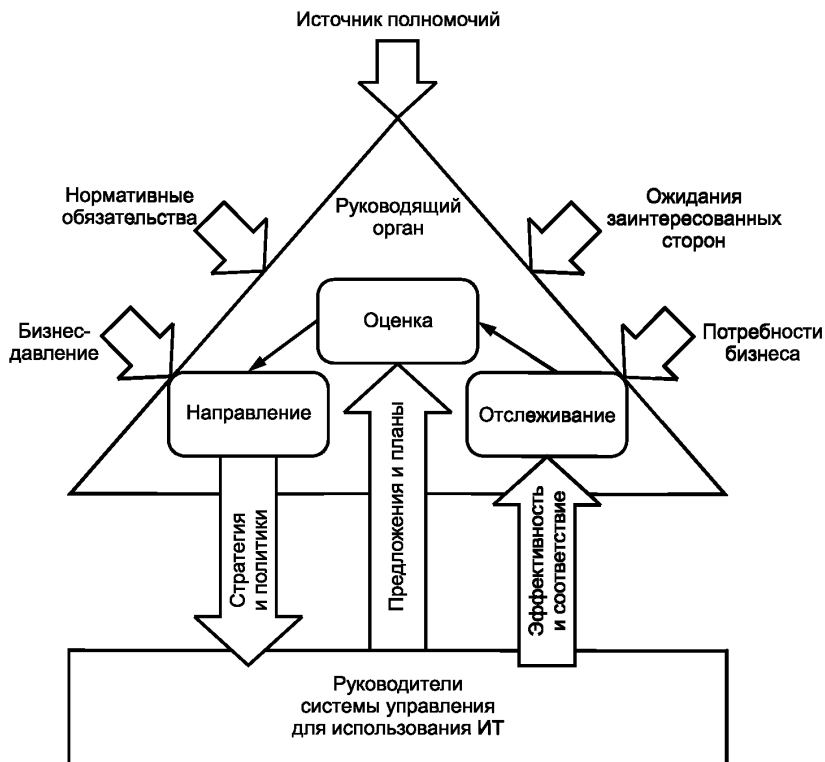 Источник полномочий
Нормативные
обязательства
Руководящий
орган
Ожидания
заинтересованных
сторон
Бизнес-
давление
Оценка
Потребности
бизнеса
Направление
Отслеживание
Стратегия
и политики
Предложения и планы
Эффективность
и соответствие
Руководители
системы управления
для использования ИТ